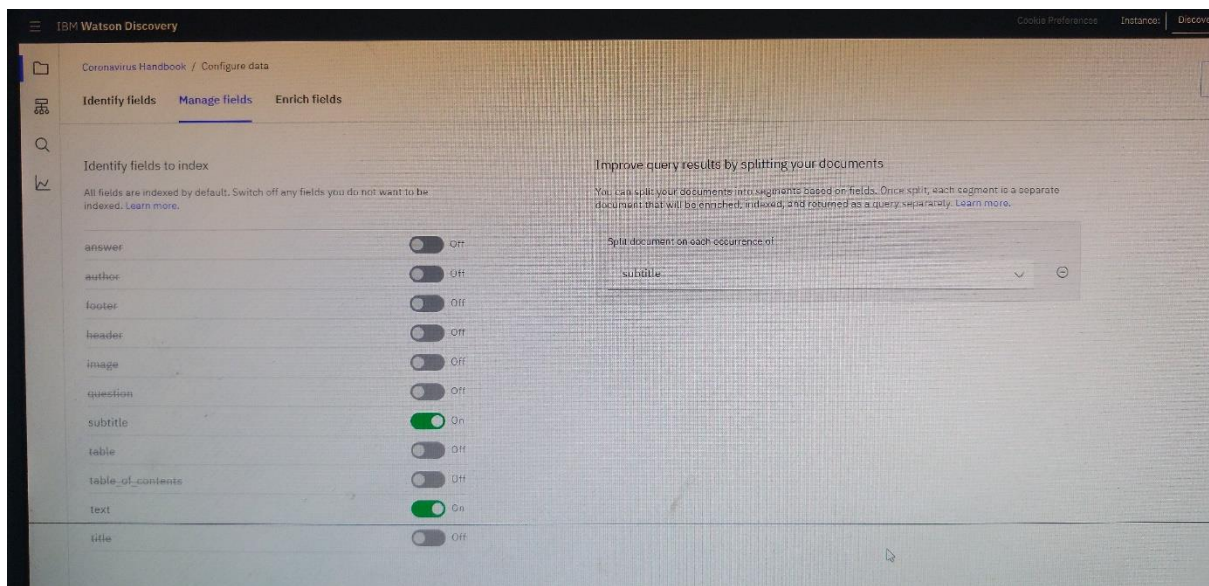 IBM Watson Discovery
Cookie Preferences
Instance:
Discove
Coronavirus Handbook / Configure data
Identify fields
Manage fields
Enrich fields
Identify fields to index
All fields are indexed by default. Switch off any fields you do not want to be
indexed. Learn more.
answer Off
author Off
footer Off
header Off
image Off
question Off
subtitle On
table Off
table_of_contents Off
text On
title Off
Improve query results by splitting your documents
You can split your documents into segments based on fields. Once split, each segment is a separate
document that will be enriched, indexed, and returned as a query separately. Learn more.
Split document on each occurrence of
subtitle